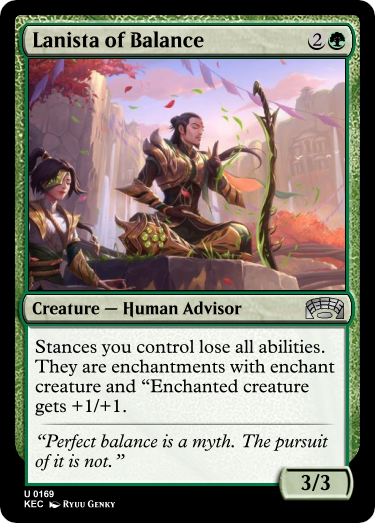 Lanista of Balance 2
Creature — Human Advisor
Stances you control lose all abilities.
They are enchantments with enchant
creature and “Enchanted creature
gets +1/+1.
“Perfect balance is a myth. The pursuit
of it is not.”
3/3
U 0169
KEC Ryuu Genky